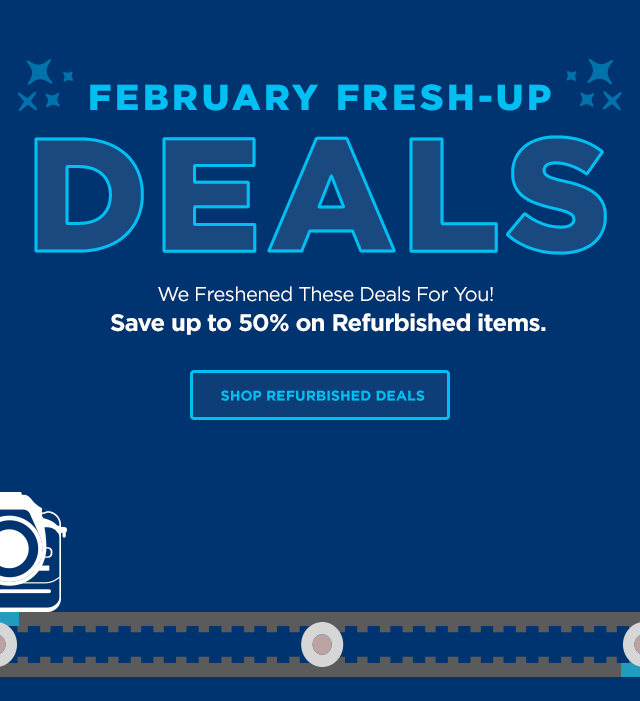 FEBRUARY FRESH-UP
DEALS
We Freshened These Deals For You!
Save up to 50% on Refurbished items.
SHOP REFURBISHED DEALS